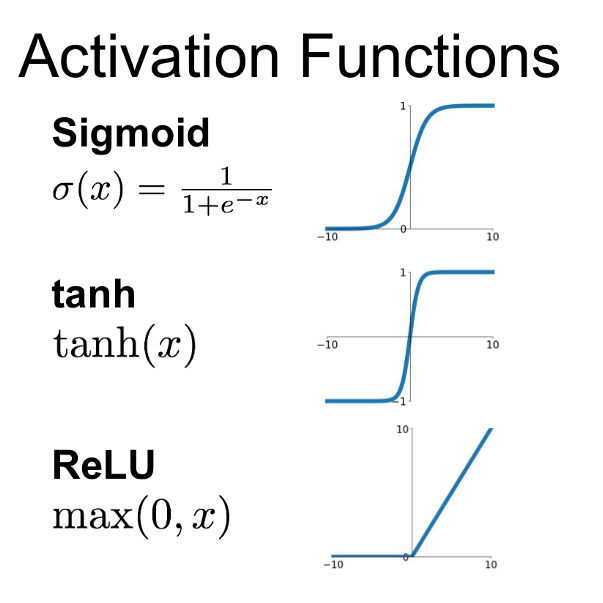 Activation Functions
Sigmoid
σ(x) = 1/(1+e^{-x})
1
0
−10
10
tanh
tanh(x)
1
−10
10
−1
ReLU
max(0, x)
10
0
−10
10